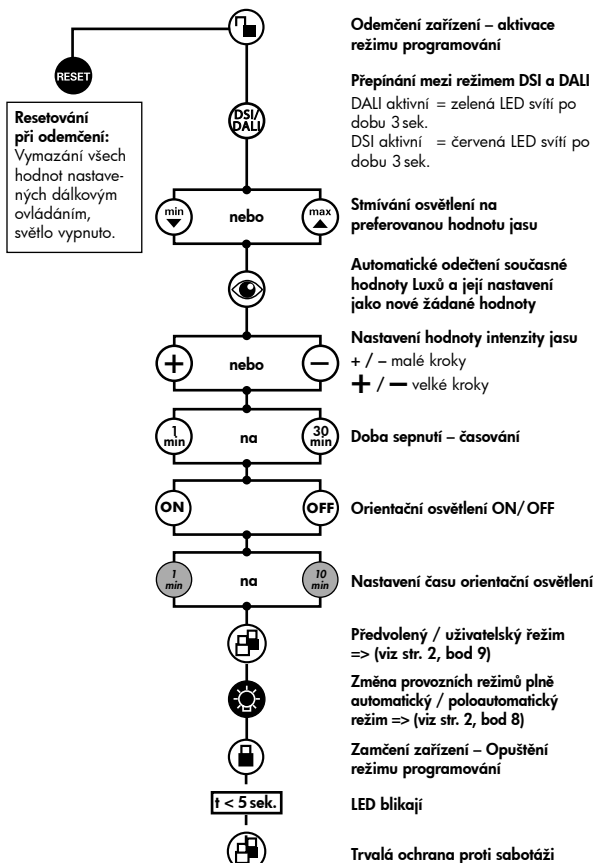 Odemčení zařízení – aktivace
režimu programování
RESET
Resetování
při odemčení:
Vymazání všech
hodnot nastave-
ných dálkovým
ovládáním,
světlo vypnuto.
DSI/
DALI
Přepínání mezi režimem DSI a DALI
DALI aktivní = zelená LED svítí po
dobu 3 sek.
DSI aktivní = červená LED svítí po
dobu 3 sek.
min
nebo
max
Stmívání osvětlení na
preferovanou hodnotu jasu
Automatické odečtení současné
hodnoty Luxů a její nastavení
jako nové žádané hodnoty
+
nebo
–
Nastavení hodnoty intenzity jasu
+ / – malé kroky
+ / – velké kroky
1
min
na
30
min
Doba sepnutí – časování
ON
OFF
Orientační osvětlení ON/OFF
1
min
na
10
min
Nastavení času orientační osvětlení
Předvolený / uživatelský řežim
=> (viz str. 2, bod 9)
Změna provozních režimů plně
automatický / poloautomatický
režim => (viz str. 2, bod 8)
Zamčení zařízení – Opuštění
režimu programování
t < 5 sek.
LED blikají
Trvalá ochrana proti sabotáži